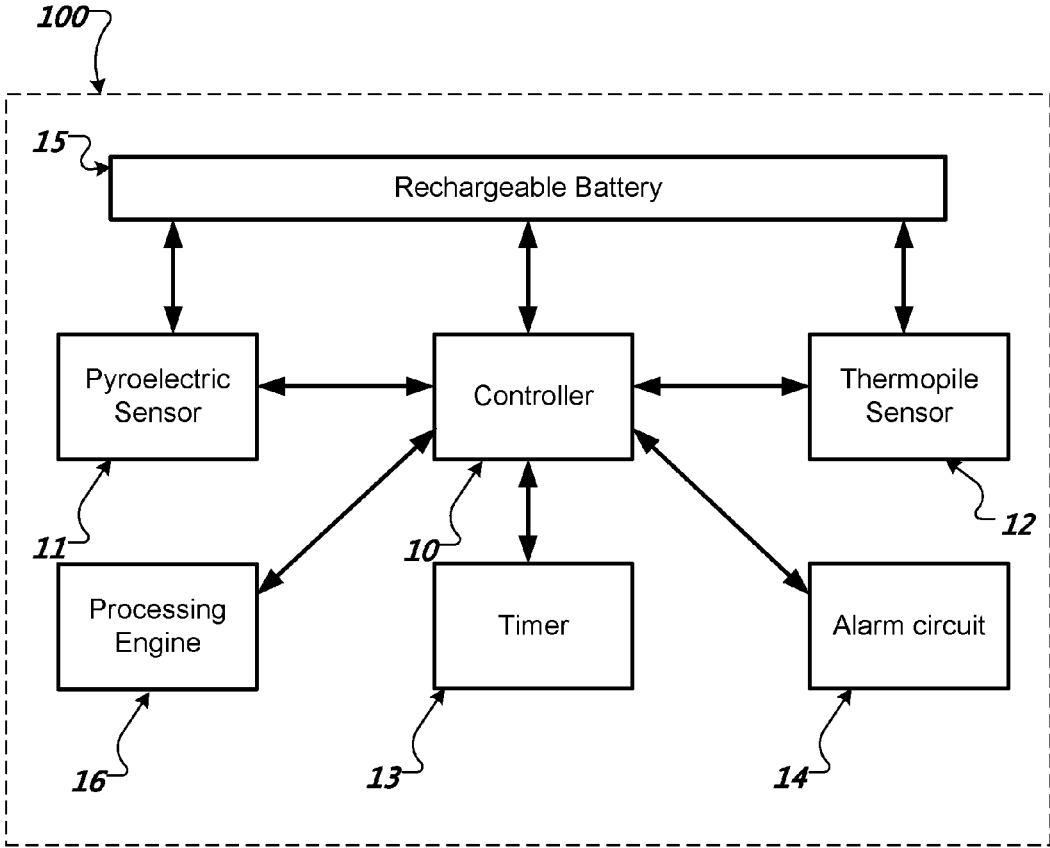 100
15
Rechargeable Battery
Pyroelectric
Sensor
Controller
Thermopile
Sensor
11
10
12
Processing
Engine
Timer
Alarm circuit
16
13
14